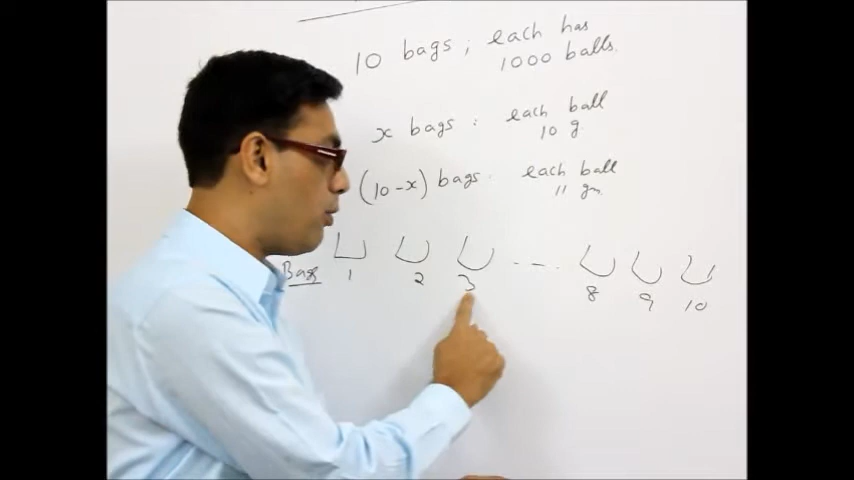 10 bags ; each has
1000 balls.
x bags : each ball
10 g
(10-x) bags : each ball
11 gm
Bags 1 2 3 - - - . 8 9 10